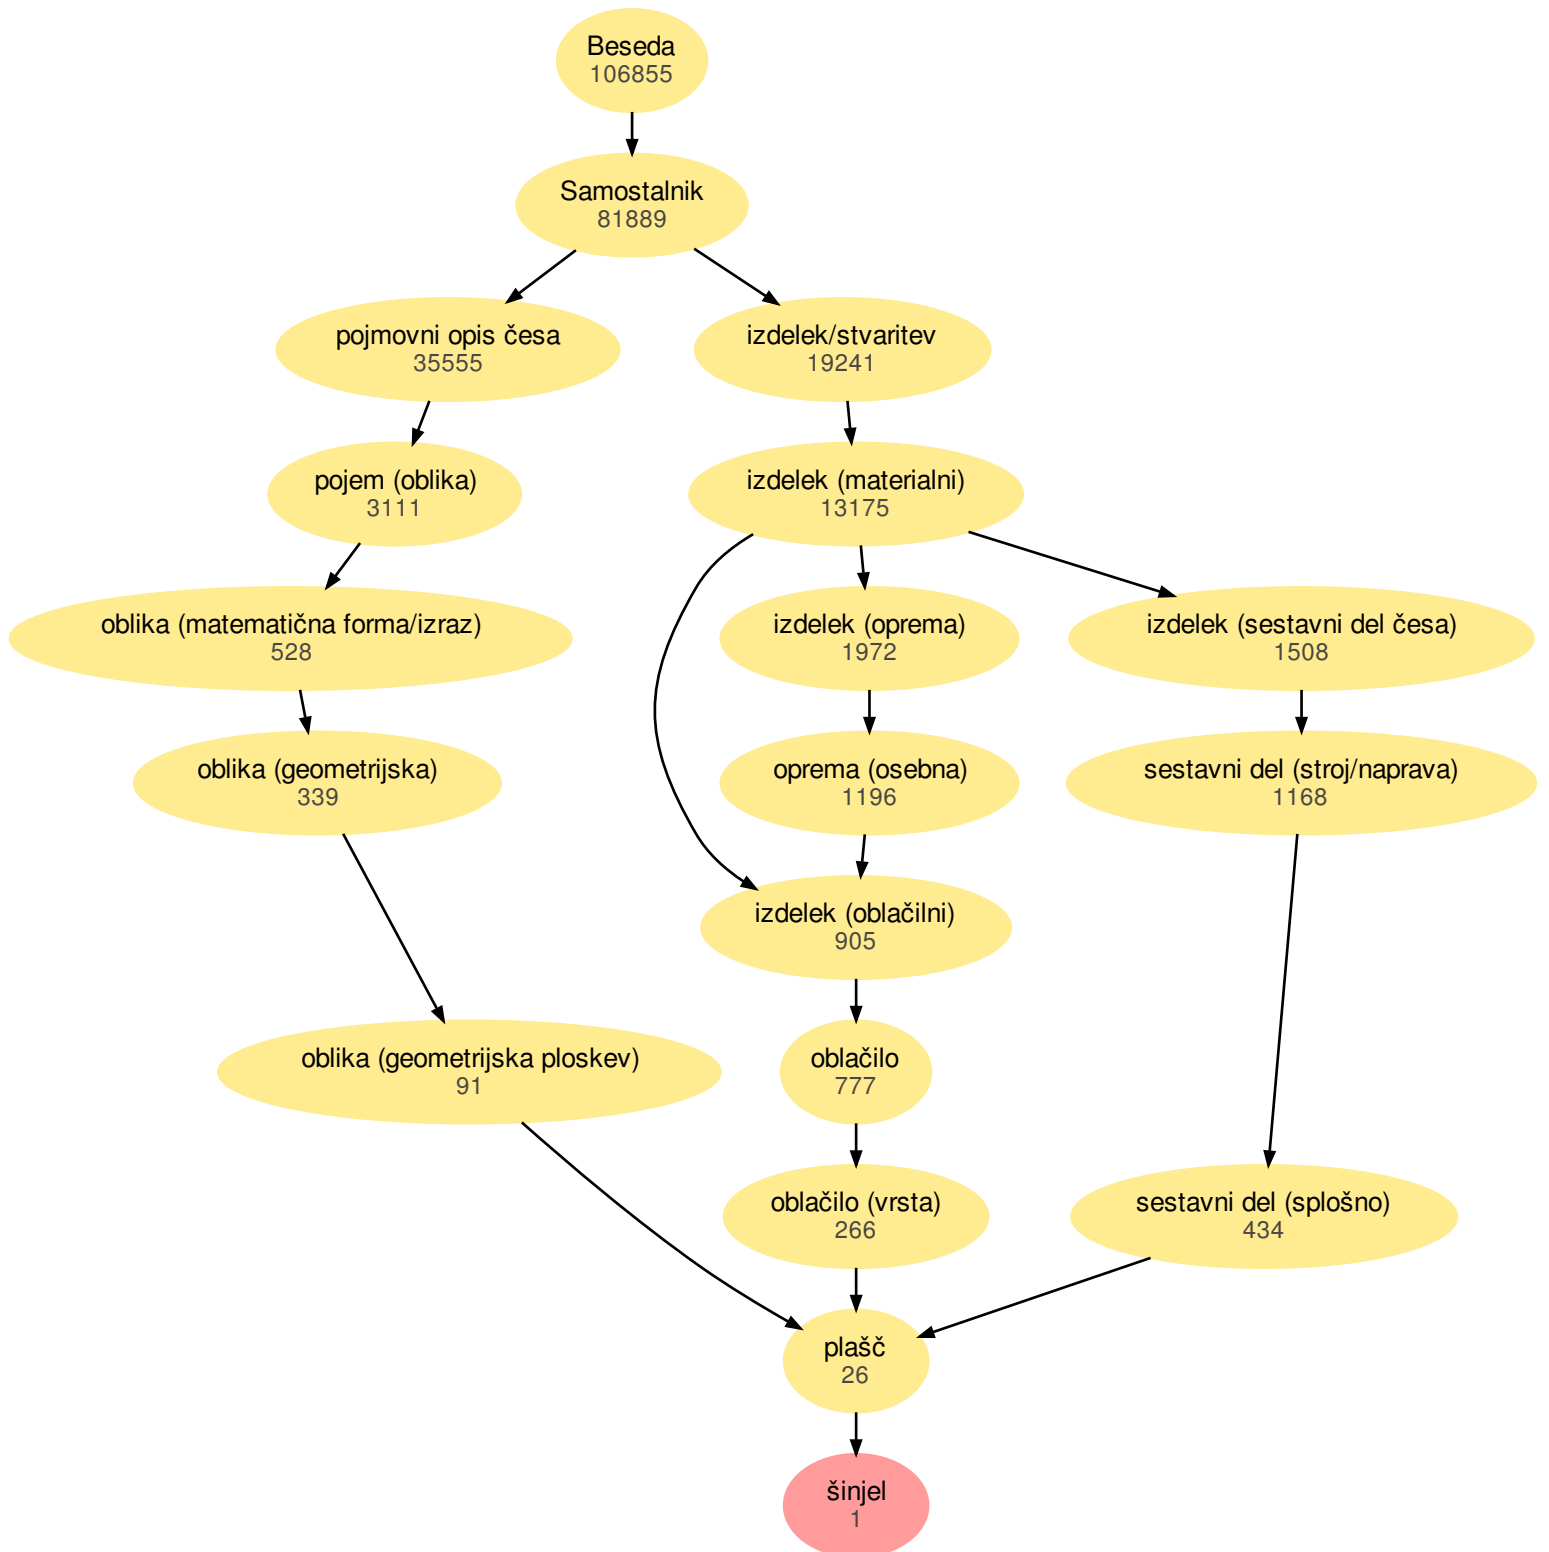 Beseda
106855
Samostalnik
81889
pojmovni opis česa
35555
izdelek/stvaritev
19241
pojem (oblika)
3111
izdelek (materialni)
13175
oblika (matematična forma/izraz)
528
izdelek (oprema)
1972
izdelek (sestavni del česa)
1508
oblika (geometrijska)
339
oprema (osebna)
1196
sestavni del (stroj/naprava)
1168
izdelek (oblačilni)
905
oblika (geometrijska ploskev)
91
oblačilo
777
oblačilo (vrsta)
266
sestavni del (splošno)
434
plašč
26
šinjel
1